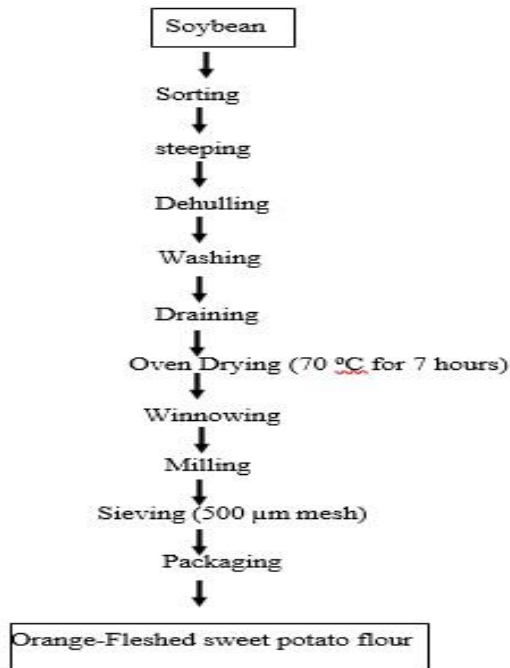 Soybean
Sorting
steeping
Dehulling
Washing
Draining
Oven Drying (70 ºC for 7 hours)
Winnowing
Milling
Sieving (500 µm mesh)
Packaging
Orange-Fleshed sweet potato flour